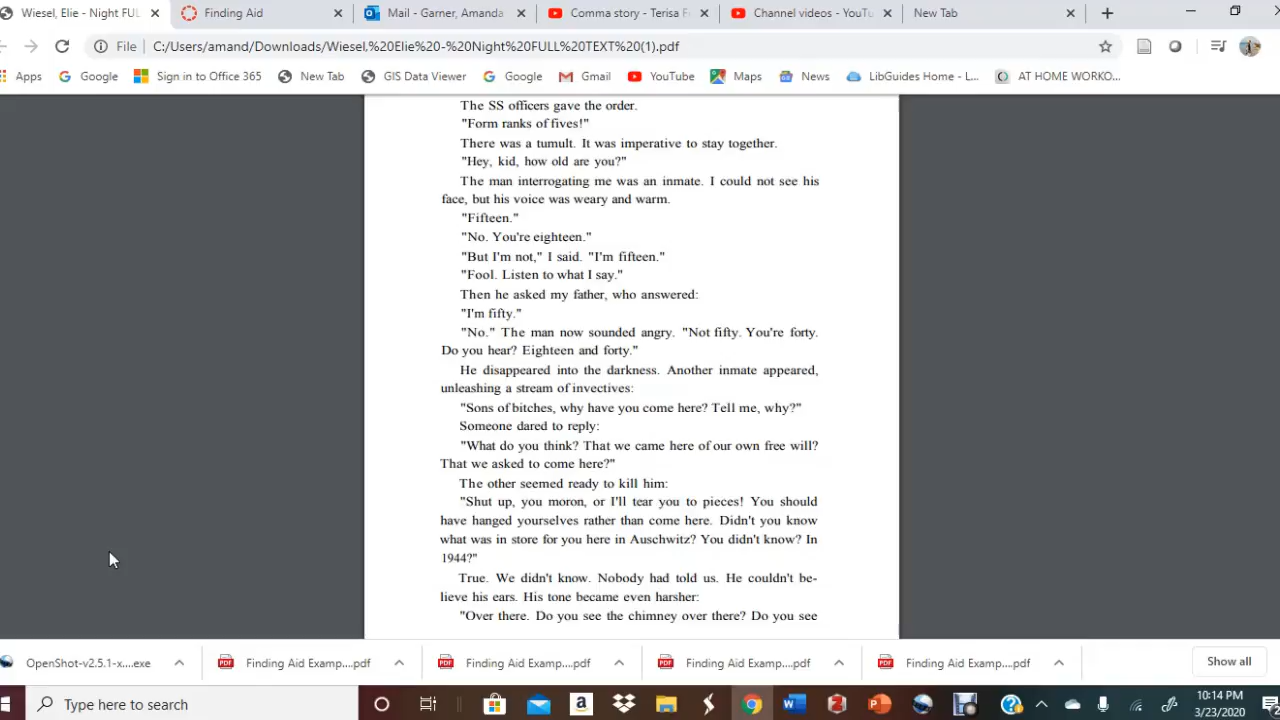 Wiesel, Elie - Night FUL
Finding Aid
Mail - Garner, Amanda
Comma story - Terisa F
Channel videos - YouTu
New Tab
File C:/Users/amand/Downloads/Wiesel,%20Elie%20-%20Night%20FULL%20TEXT%20(1).pdf
Apps
Google
Sign in to Office 365
New Tab
GIS Data Viewer
Google
Gmail
YouTube
Maps
News
LibGuides Home - L...
AT HOME WORKO...
The SS officers gave the order.
"Form ranks of fives!"
There was a tumult. It was imperative to stay together.
"Hey, kid, how old are you?"
The man interrogating me was an inmate. I could not see his
face, but his voice was weary and warm.
"Fifteen."
"No. You're eighteen."
"But I'm not," I said. "I'm fifteen."
"Fool. Listen to what I say."
Then he asked my father, who answered:
"I'm fifty."
"No." The man now sounded angry. "Not fifty. You're forty.
Do you hear? Eighteen and forty."
He disappeared into the darkness. Another inmate appeared,
unleashing a stream of invectives:
"Sons of bitches, why have you come here? Tell me, why?"
Someone dared to reply:
"What do you think? That we came here of our own free will?
That we asked to come here?"
The other seemed ready to kill him:
"Shut up, you moron, or I'll tear you to pieces! You should
have hanged yourselves rather than come here. Didn't you know
what was in store for you here in Auschwitz? You didn't know? In
1944?"
True. We didn't know. Nobody had told us. He couldn't be-
lieve his ears. His tone became even harsher:
"Over there. Do you see the chimney over there? Do you see
OpenShot-v2.5.1-x....exe
Finding Aid Examp....pdf
Finding Aid Examp....pdf
Finding Aid Examp....pdf
Finding Aid Examp....pdf
Show all
Type here to search
10:14 PM
3/23/2020